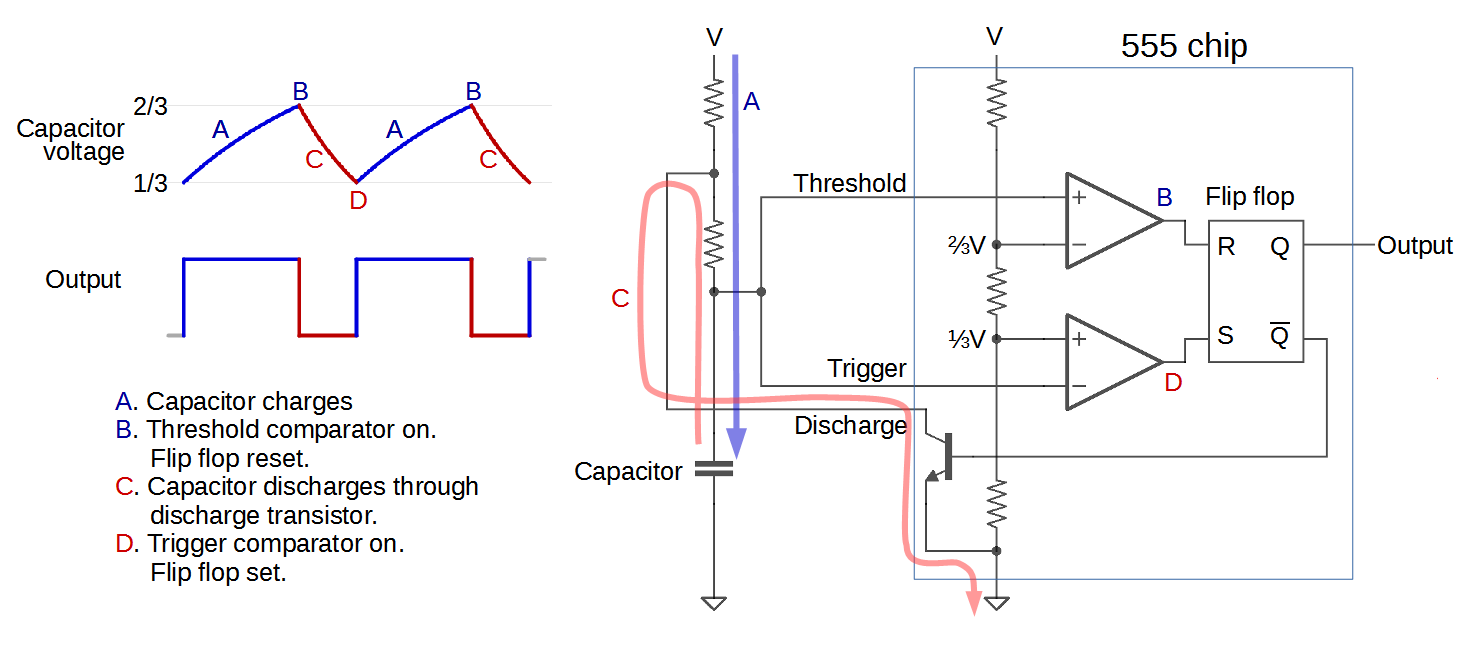 2/3
Capacitor
voltage
1/3
A
B
C
D
A
B
C
Output
A. Capacitor charges
B. Threshold comparator on.
Flip flop reset.
C. Capacitor discharges through
discharge transistor.
D. Trigger comparator on.
Flip flop set.
V
A
C
Capacitor
V
555 chip
Threshold
⅔V
⅓V
Trigger
Discharge
B
D
Flip flop
R Q
S Q̅
Output